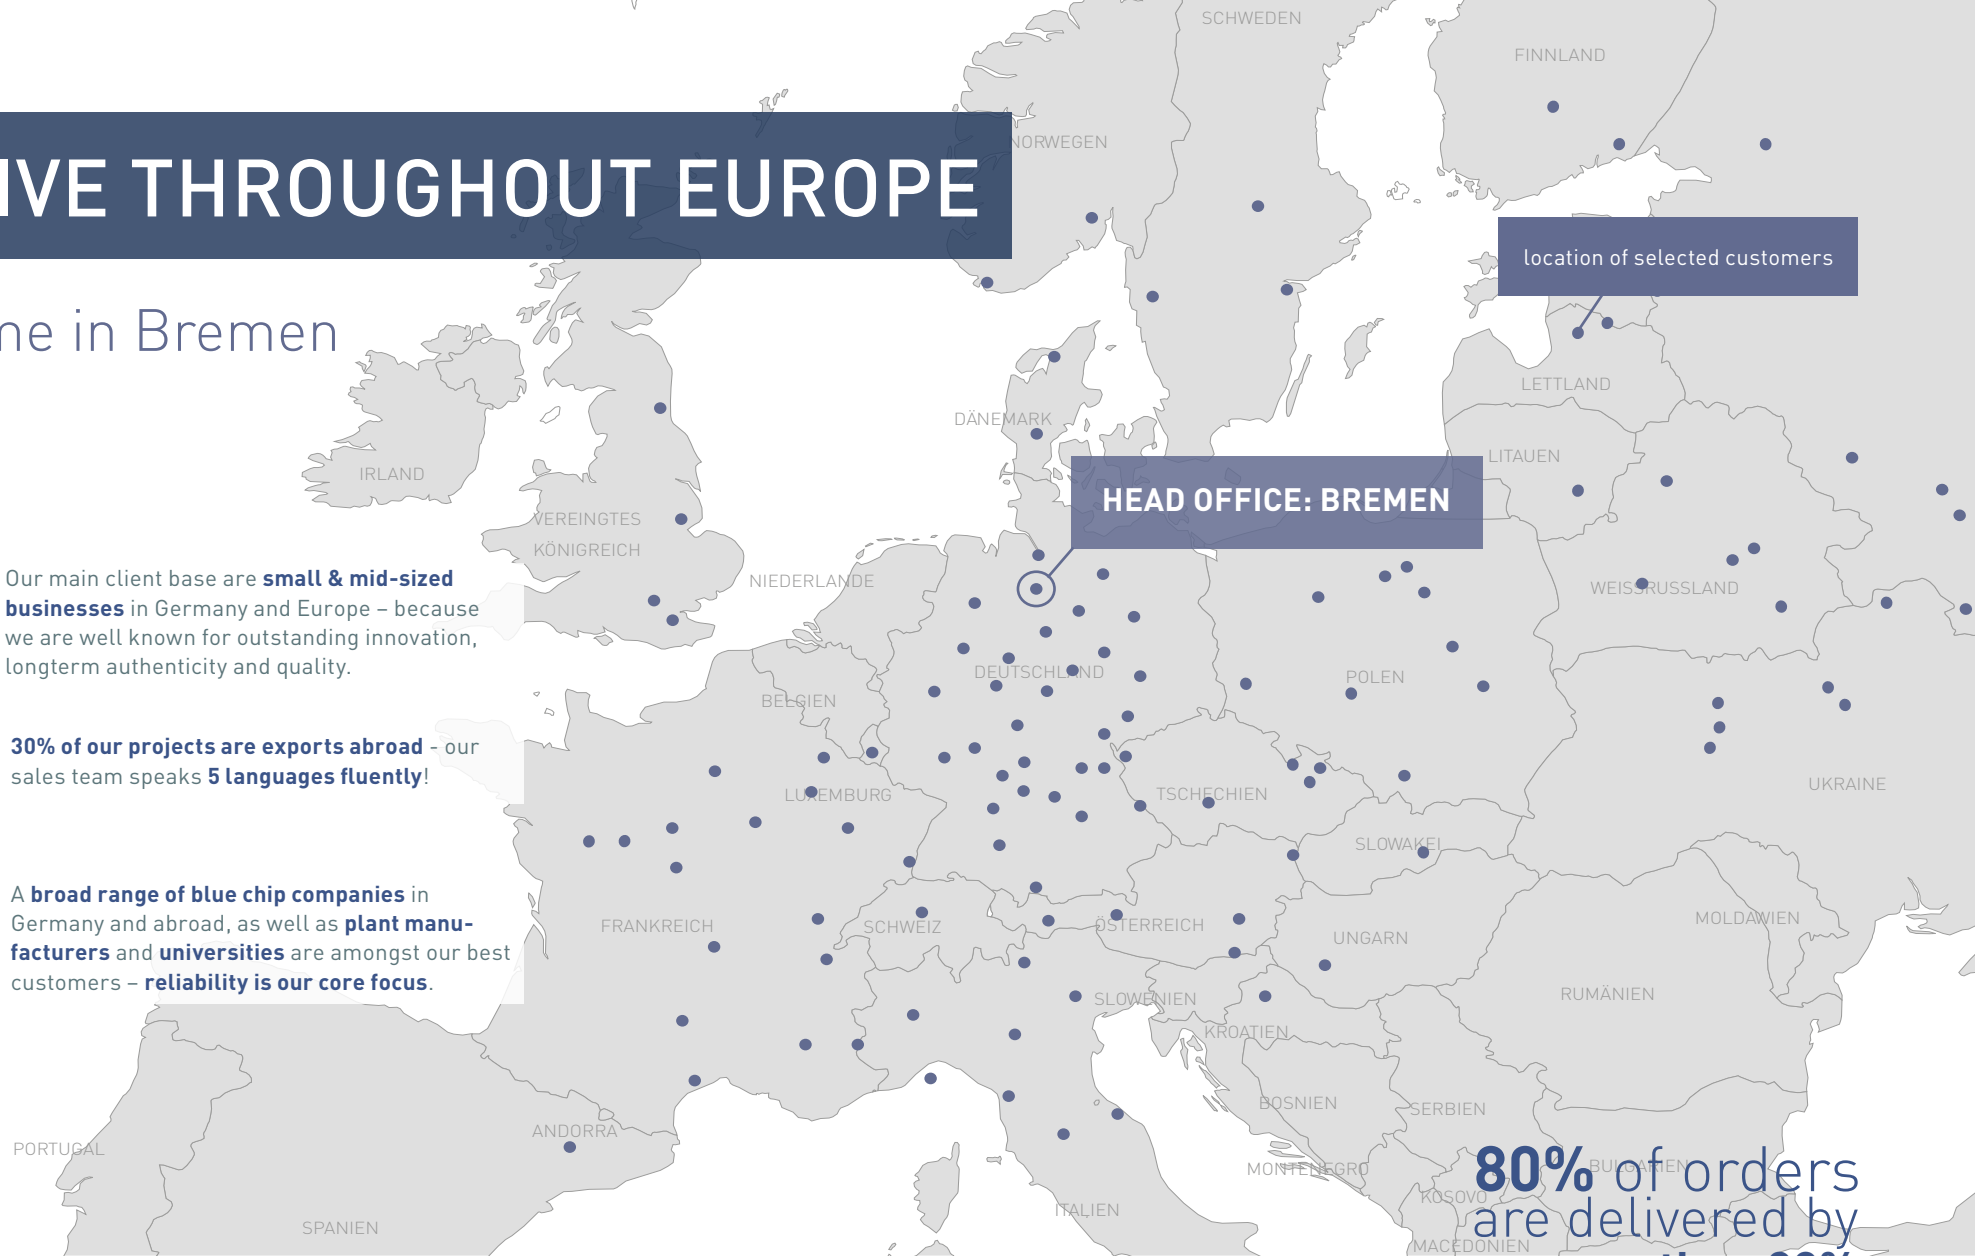 SCHWEDEN
FINNLAND
NORWEGEN
IVE THROUGHOUT EUROPE
location of selected customers
in Bremen
LETTLAND
DÄNEMARK
LITAUEN
IRLAND
HEAD OFFICE: BREMEN
VEREINGTES
KÖNIGREICH
NIEDERLANDE
WEISSRUSSLAND
Our main client base are small & mid-sized
businesses in Germany and Europe – because
we are well known for outstanding innovation,
longterm authenticity and quality.
DEUTSCHLAND
POLEN
BELGIEN
30% of our projects are exports abroad - our
sales team speaks 5 languages fluently!
UKRAINE
LUXEMBURG
TSCHECHIEN
SLOWAKEI
A broad range of blue chip companies in
Germany and abroad, as well as plant manu-
facturers and universities are amongst our best
customers – reliability is our core focus.
FRANKREICH
SCHWEIZ
ÖSTERREICH
UNGARN
MOLDAWIEN
SLOWENIEN
RUMÄNIEN
KROATIEN
BOSNIEN
SERBIEN
ANDORRA
PORTUGAL
MONTENEGRO
80% of orders
are delivered by
BULGARIEN
KOSOVO
ITALIEN
SPANIEN
MACEDONIEN